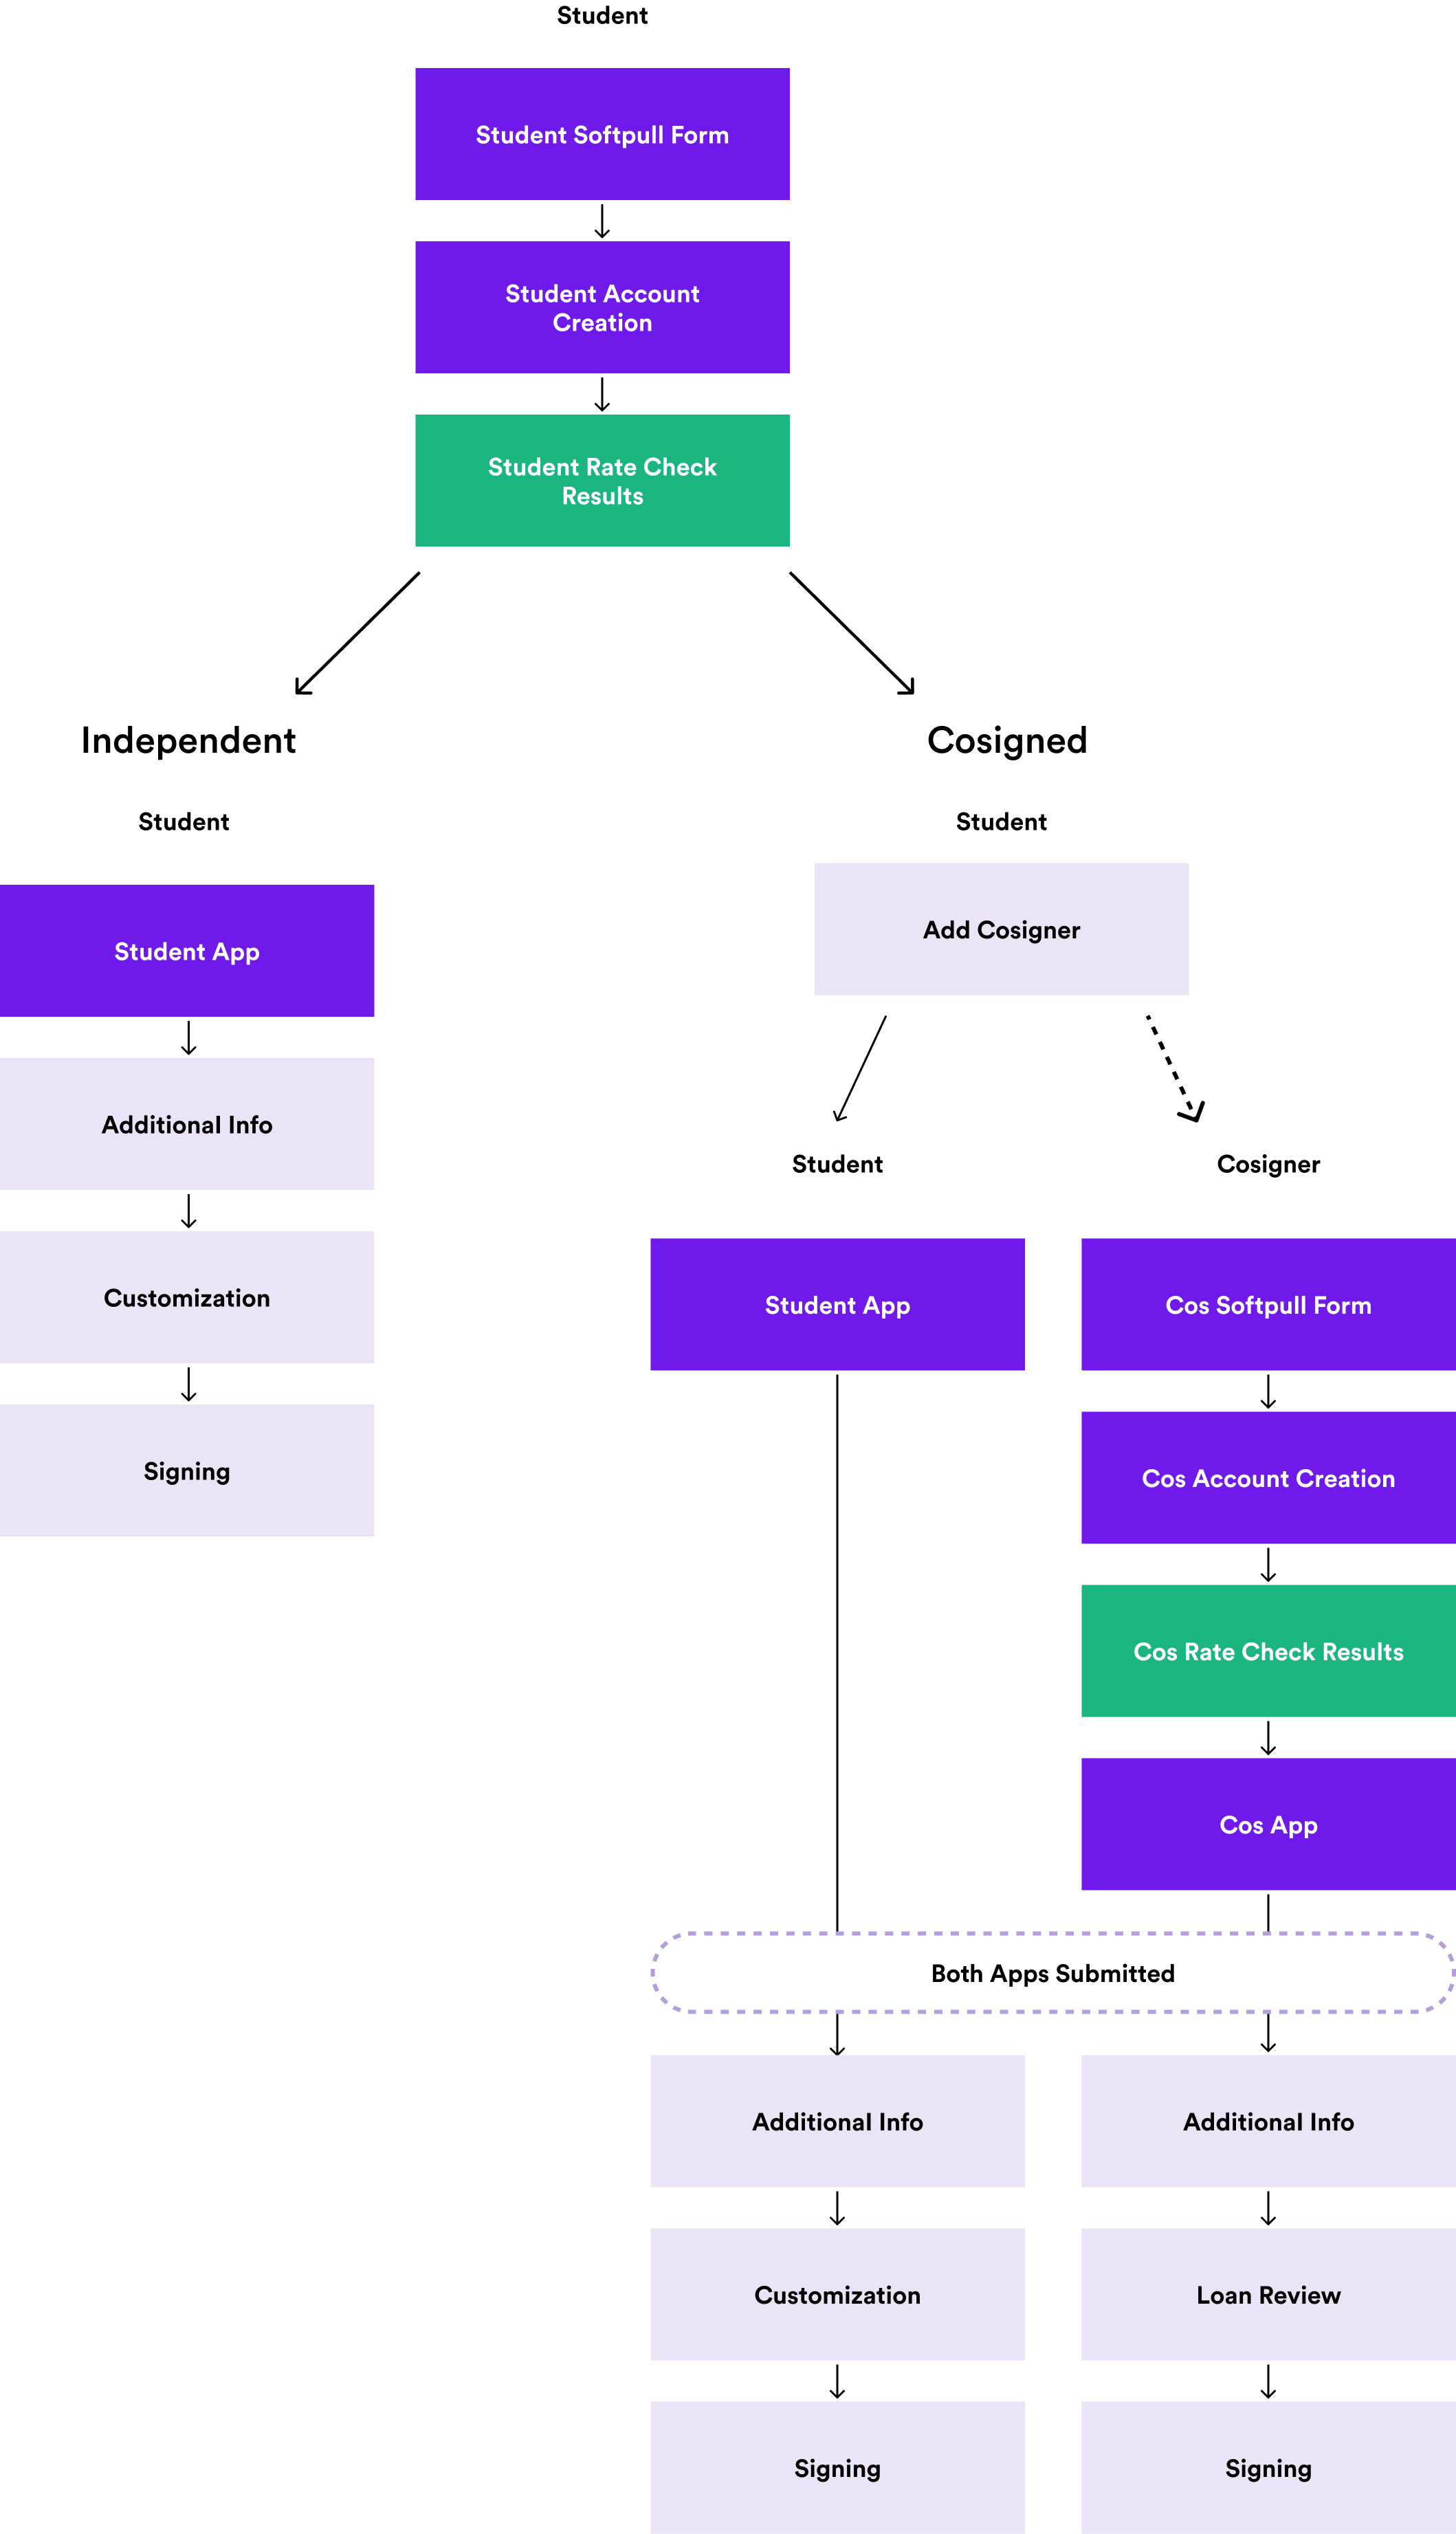 Student
Student Softpull Form
Student Account
Creation
Student Rate Check
Results
Independent
Student
Student App
Additional Info
Customization
Signing
Cosigned
Student
Add Cosigner
Student
Student App
Cosigner
Cos Softpull Form
Cos Account Creation
Cos Rate Check Results
Cos App
Both Apps Submitted
Additional Info
Customization
Signing
Additional Info
Loan Review
Signing